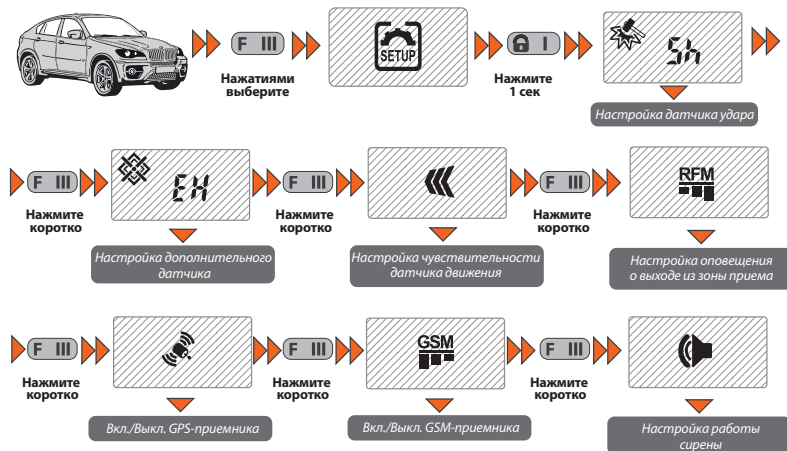 F III
Нажатиями
выберите
SETUP
I
Нажмите
1 сек
Sh
Настройка датчика удара
F III
Нажмите
коротко
EH
Настройка дополнительного
датчика
F III
Нажмите
коротко
Настройка чувствительности
датчика движения
F III
Нажмите
коротко
RFM
Настройка оповещения
о выходе из зоны приема
F III
Нажмите
коротко
Вкл./Выкл. GPS-приемника
F III
Нажмите
коротко
GSM
Вкл./Выкл. GSM-приемника
F III
Нажмите
коротко
Настройка работы
сирены